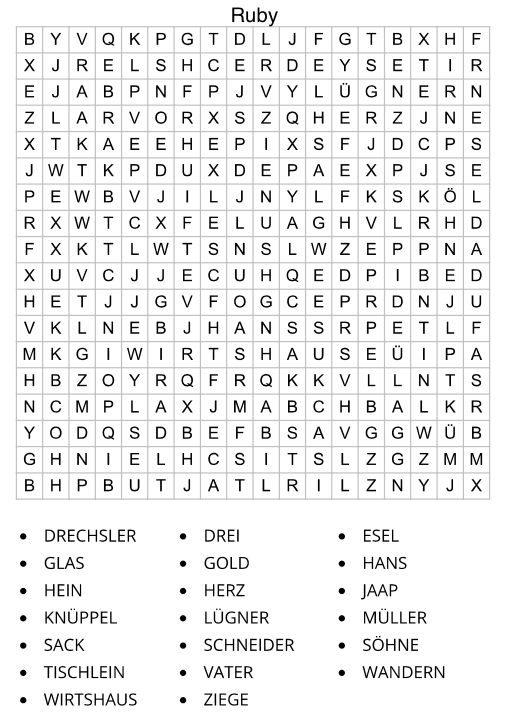 Ruby
B Y V Q K P G T D L J F G T B X H F
X J R E L S H C E R D E Y S E T I R
E J A B P N F P J V Y L Ü G N E R N
Z L A R V O R X S Z Q H E R Z J N E
X T K A E E H E P I X S F J D C P S
J W T K P D U X D E P A E X P J S E
P E W B V J I L J N Y L F K S K Ö L
R X W T C X F E L U A G H V L R H D
F X K T L W T S N S L W Z E P P N A
X U V C J J E C U H Q E D P I B E D
H E T J J G V F O G C E P R D N J U
V K L N E B J H A N S S R P E T L F
M K G I W I R T S H A U S E Ü I P A
H B Z O Y R Q F R Q K K V L L N T S
N C M P L A X J M A B C H B A L K R
Y O D Q S D B E F B S A V G G W Ü B
G H N I E L H C S I T S L Z G Z M M
B H P B U T J A T L R I L Z N Y J X
• DRECHSLER • DREI • ESEL
• GLAS • GOLD • HANS
• HEIN • HERZ • JAAP
• KNÜPPEL • LÜGNER • MÜLLER
• SACK • SCHNEIDER • SÖHNE
• TISCHLEIN • VATER • WANDERN
• WIRTSHAUS • ZIEGE